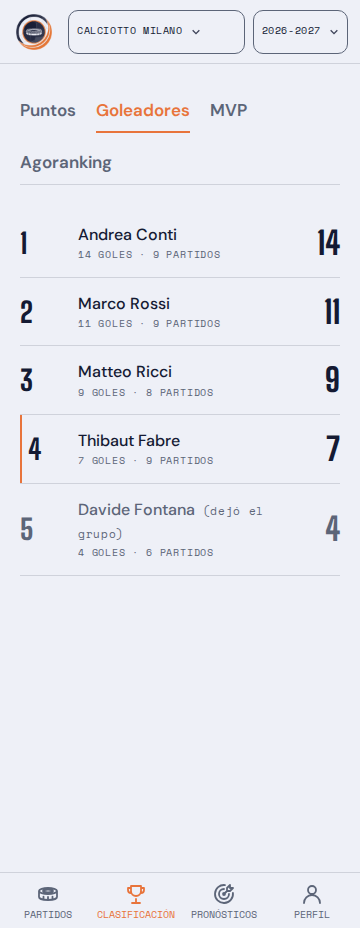 CALCIOTTO MILANO
2026-2027
Puntos Goleadores MVP
Agoranking
1 Andrea Conti 14
14 GOLES · 9 PARTIDOS
2 Marco Rossi 11
11 GOLES · 9 PARTIDOS
3 Matteo Ricci 9
9 GOLES · 8 PARTIDOS
4 Thibaut Fabre 7
7 GOLES · 9 PARTIDOS
5 Davide Fontana (dejó el 4
grupo)
4 GOLES · 6 PARTIDOS
PARTIDOS CLASIFICACIÓN PRONÓSTICOS PERFIL